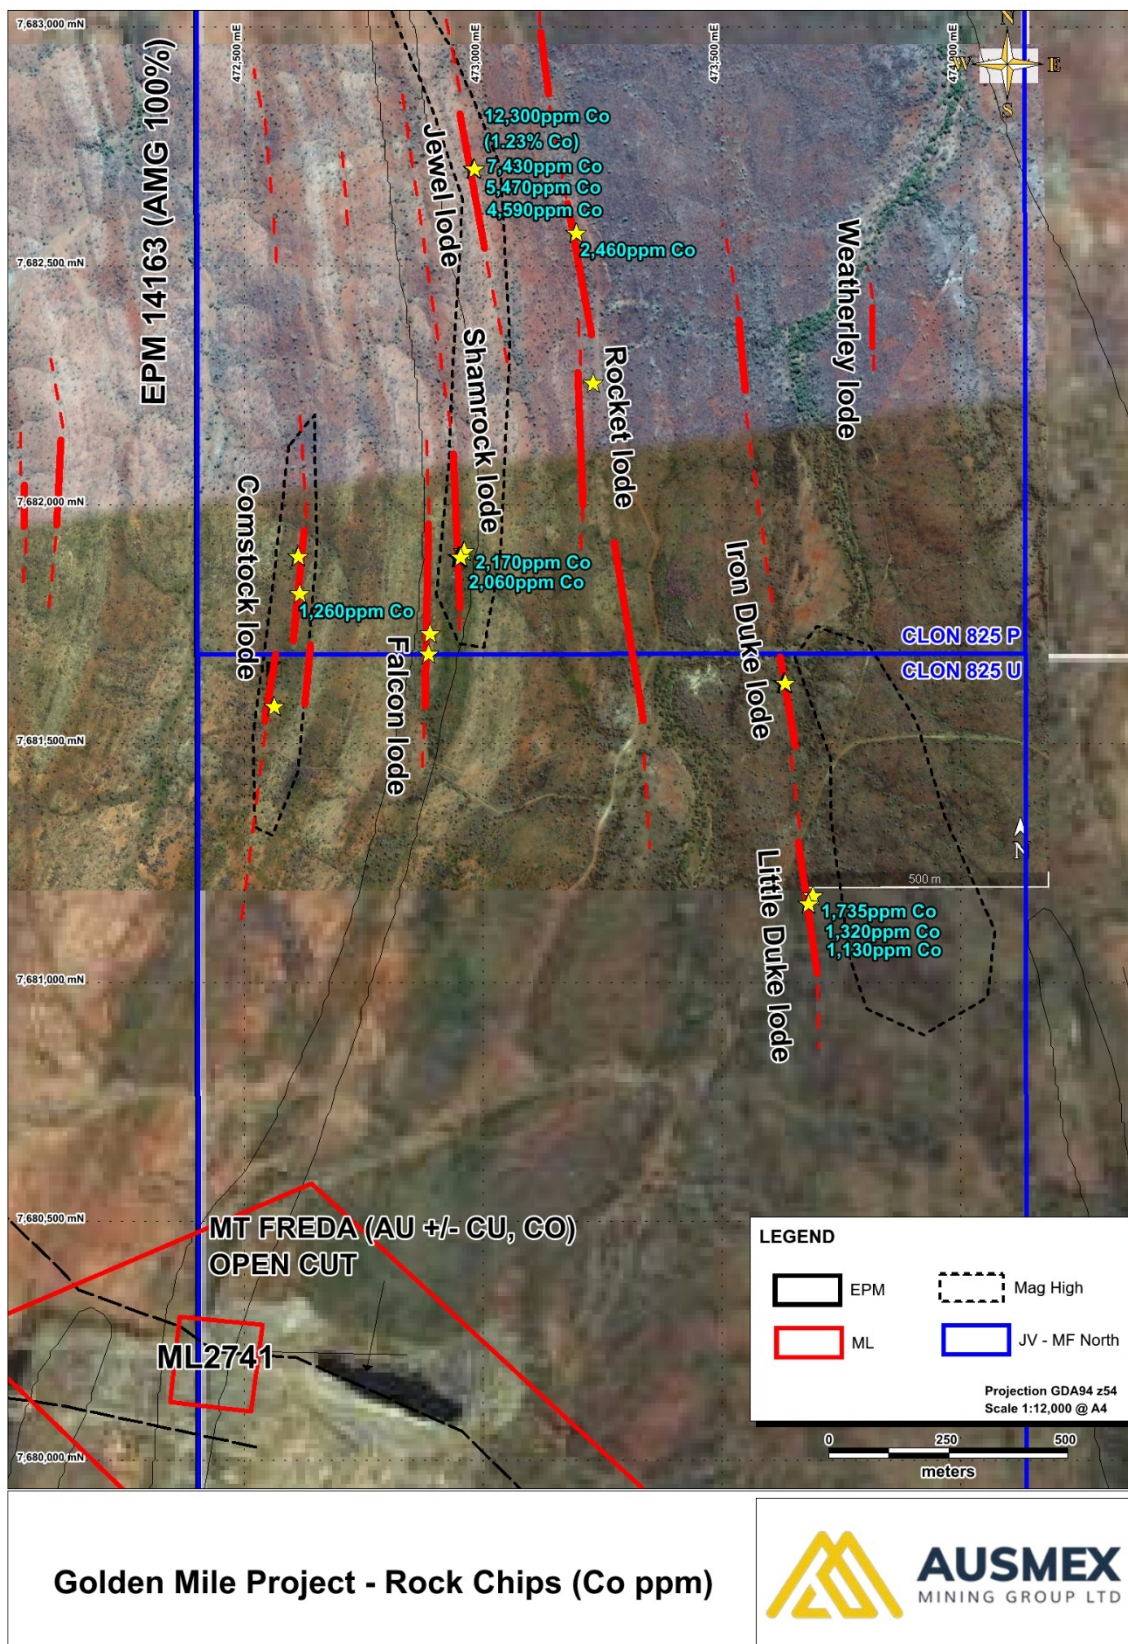 7,683,000 mN
472,500 mE
473,000 mE
473,500 mE
474,000 mE
N
W
E
S
EPM 14163 (AMG 100%)
12,300ppm Co
(1.23% Co)
7,430ppm Co
5,470ppm Co
4,590ppm Co
Jewel lode
2,460ppm Co
7,682,500 mN
Weatherley lode
Shamrock lode
Rocket lode
7,682,000 mN
Comstock lode
2,170ppm Co
2,060ppm Co
1,260ppm Co
Iron Duke lode
Falcon lode
CLON 825 P
CLON 825 U
7,681,500 mN
N
500 m
Little Duke lode
1,735ppm Co
1,320ppm Co
1,130ppm Co
7,681,000 mN
7,680,500 mN
MT FREDA (AU +/- CU, CO)
OPEN CUT
ML2741
7,680,000 mN
LEGEND
EPM
Mag High
ML
JV - MF North
Projection GDA94 z54
Scale 1:12,000 @ A4
0 250 500
meters
Golden Mile Project - Rock Chips (Co ppm)
AUSMEX
MINING GROUP LTD